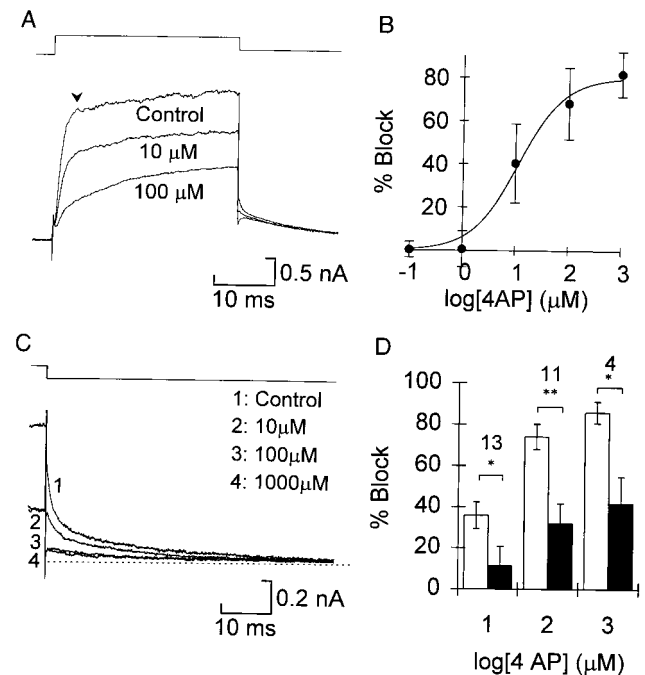 A
Control
10 μM
100 μM
0.5 nA
10 ms
B
80
60
40
20
% Block
-1 0 1 2 3
log[4AP] (μM)
C
1: Control
2: 10μM
3: 100μM
4: 1000μM
1
2
3
4
0.2 nA
10 ms
D
100
80
60
40
20
0
% Block
13
*
11
**
4
*
1 2 3
log[4 AP] (μM)